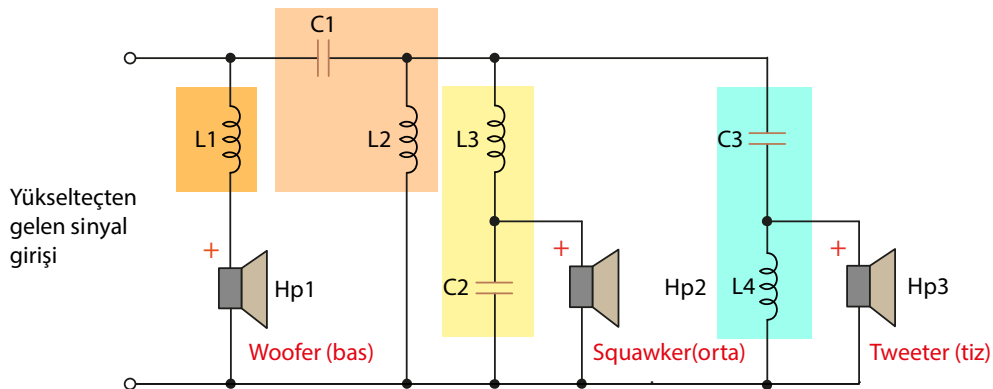 C1
L1
L2
L3
C3
Yükselteçten
gelen sinyal
girişi
+
+
+
Hp1
C2
Hp2
L4
Hp3
Woofer (bas)
Squawker(orta)
Tweeter (tiz)